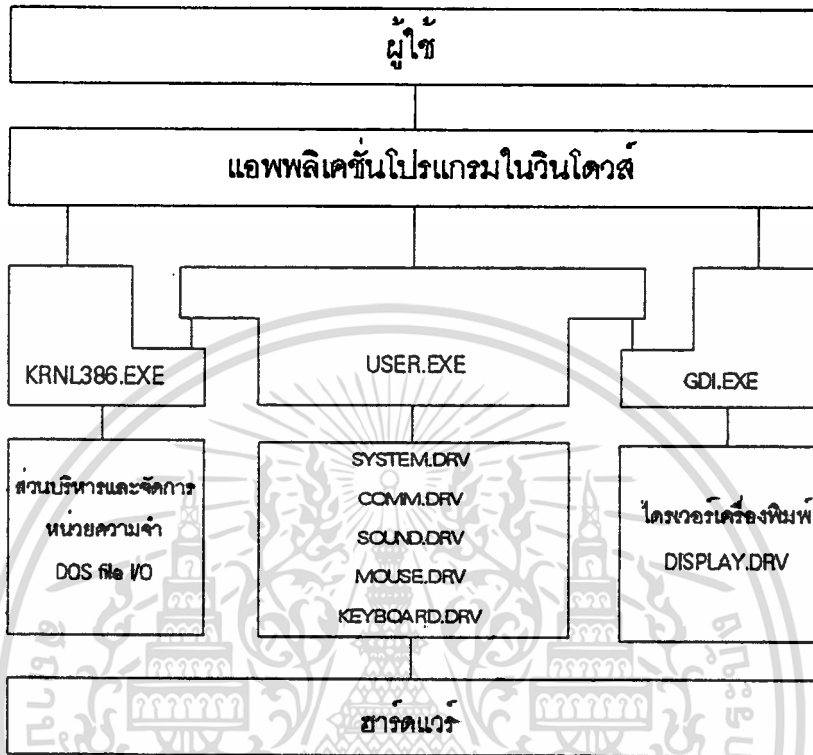 ผู้ใช้
แอพพลิเคชั่นโปรแกรมในวินโดวส์
KRNL386.EXE
USER.EXE
GDI.EXE
ส่วนบริหารและจัดการ
หน่วยความจำ
DOS file I/O
SYSTEM.DRV
COMM.DRV
SOUND.DRV
MOUSE.DRV
KEYBOARD.DRV
ไดรเวอร์เครื่องพิมพ์
DISPLAY.DRV
ฮาร์ดแวร์